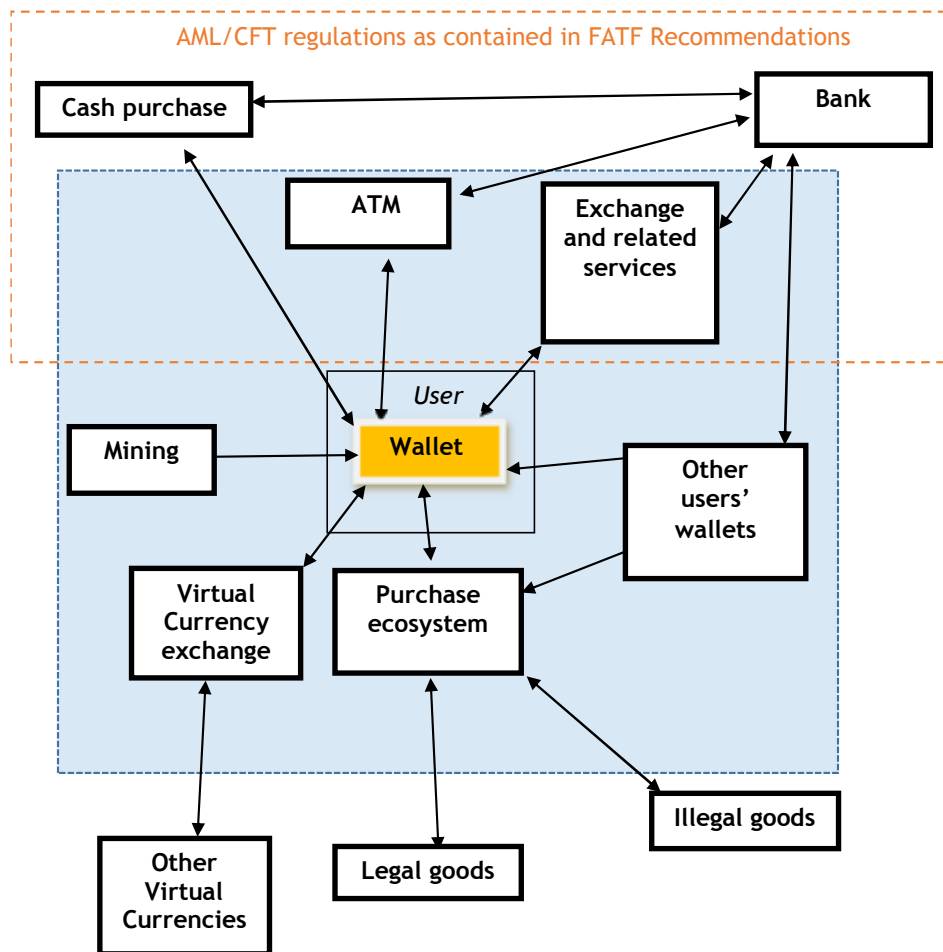 AML/CFT regulations as contained in FATF Recommendations
Cash purchase
Bank
ATM
Exchange
and related
services
User
Wallet
Mining
Other
users’
wallets
Virtual
Currency
exchange
Purchase
ecosystem
Illegal goods
Legal goods
Other
Virtual
Currencies